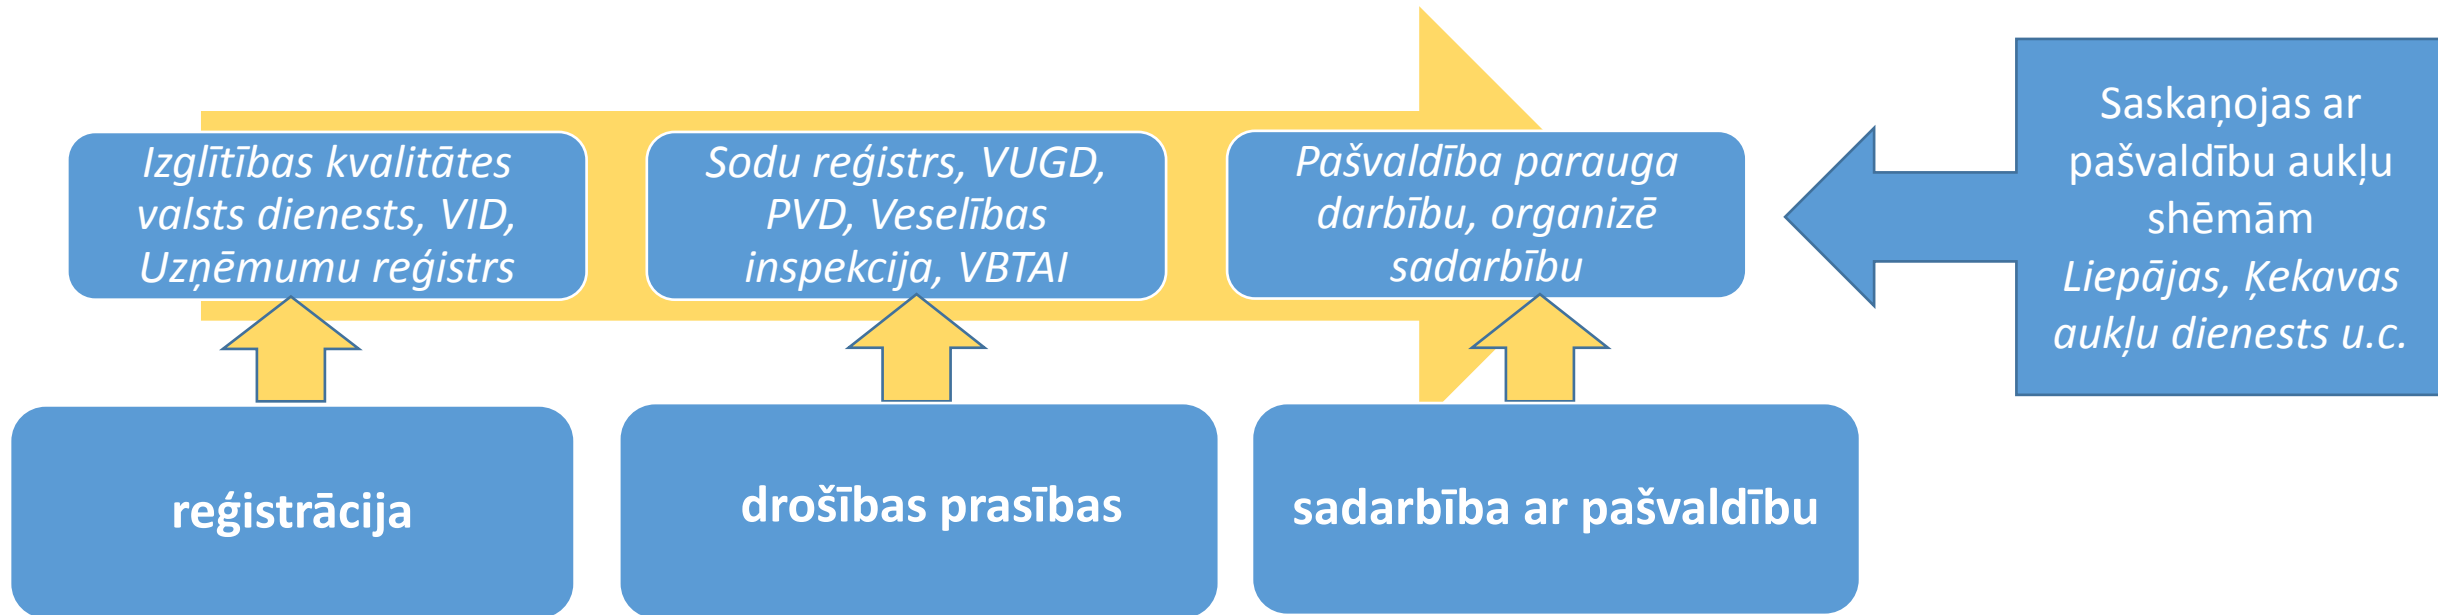 Izglītības kvalitātes
valsts dienests, VID,
Uzņēmumu reģistrs
Sodu reģistrs, VUGD,
PVD, Veselības
inspekcija, VBTAI
Pašvaldība parauga
darbību, organizē
sadarbību
Saskaņojas ar
pašvaldību aukļu
shēmām
Liepājas, Ķekavas
aukļu dienests u.c.
reģistrācija
drošības prasības
sadarbība ar pašvaldību